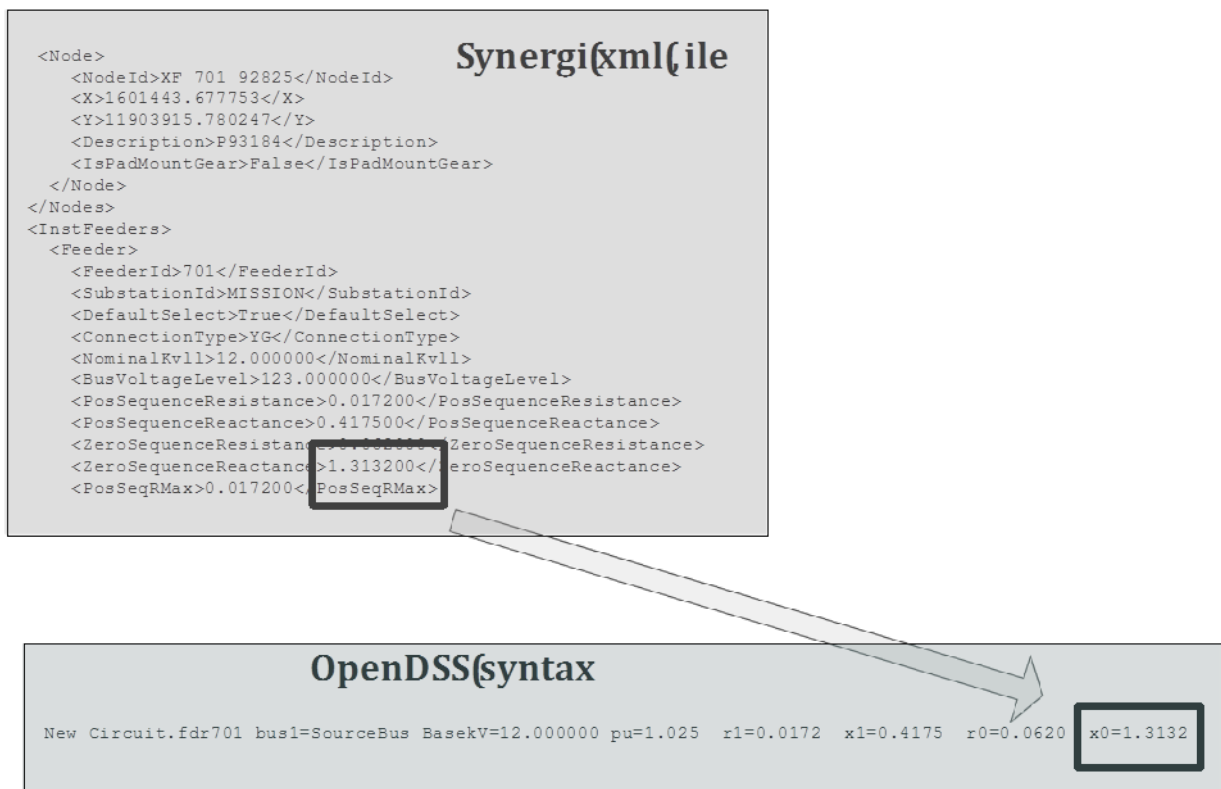 Synergi(xml(,ile
<Node>
<NodeId>XF 701 92825</NodeId>
<X>1601443.677753</X>
<Y>11903915.780247</Y>
<Description>P93184</Description>
<IsPadMountGear>False</IsPadMountGear>
</Node>
</Nodes>
<InstFeeders>
<Feeder>
<FeederId>701</FeederId>
<SubstationId>MISSION</SubstationId>
<DefaultSelect>True</DefaultSelect>
<ConnectionType>YG</ConnectionType>
<NominalKvll>12.000000</NominalKvll>
<BusVoltageLevel>123.000000</BusVoltageLevel>
<PosSequenceResistance>0.017200</PosSequenceResistance>
<PosSequenceReactance>0.417500</PosSequenceReactance>
<ZeroSequenceResistance> </ZeroSequenceResistance>
<ZeroSequenceReactance>1.313200</ZeroSequenceReactance>
<PosSeqRMax>0.017200</PosSeqRMax>
OpenDSS(syntax
New Circuit.fdr701 bus1=SourceBus BasekV=12.000000 pu=1.025 r1=0.0172 x1=0.4175 r0=0.0620 x0=1.3132